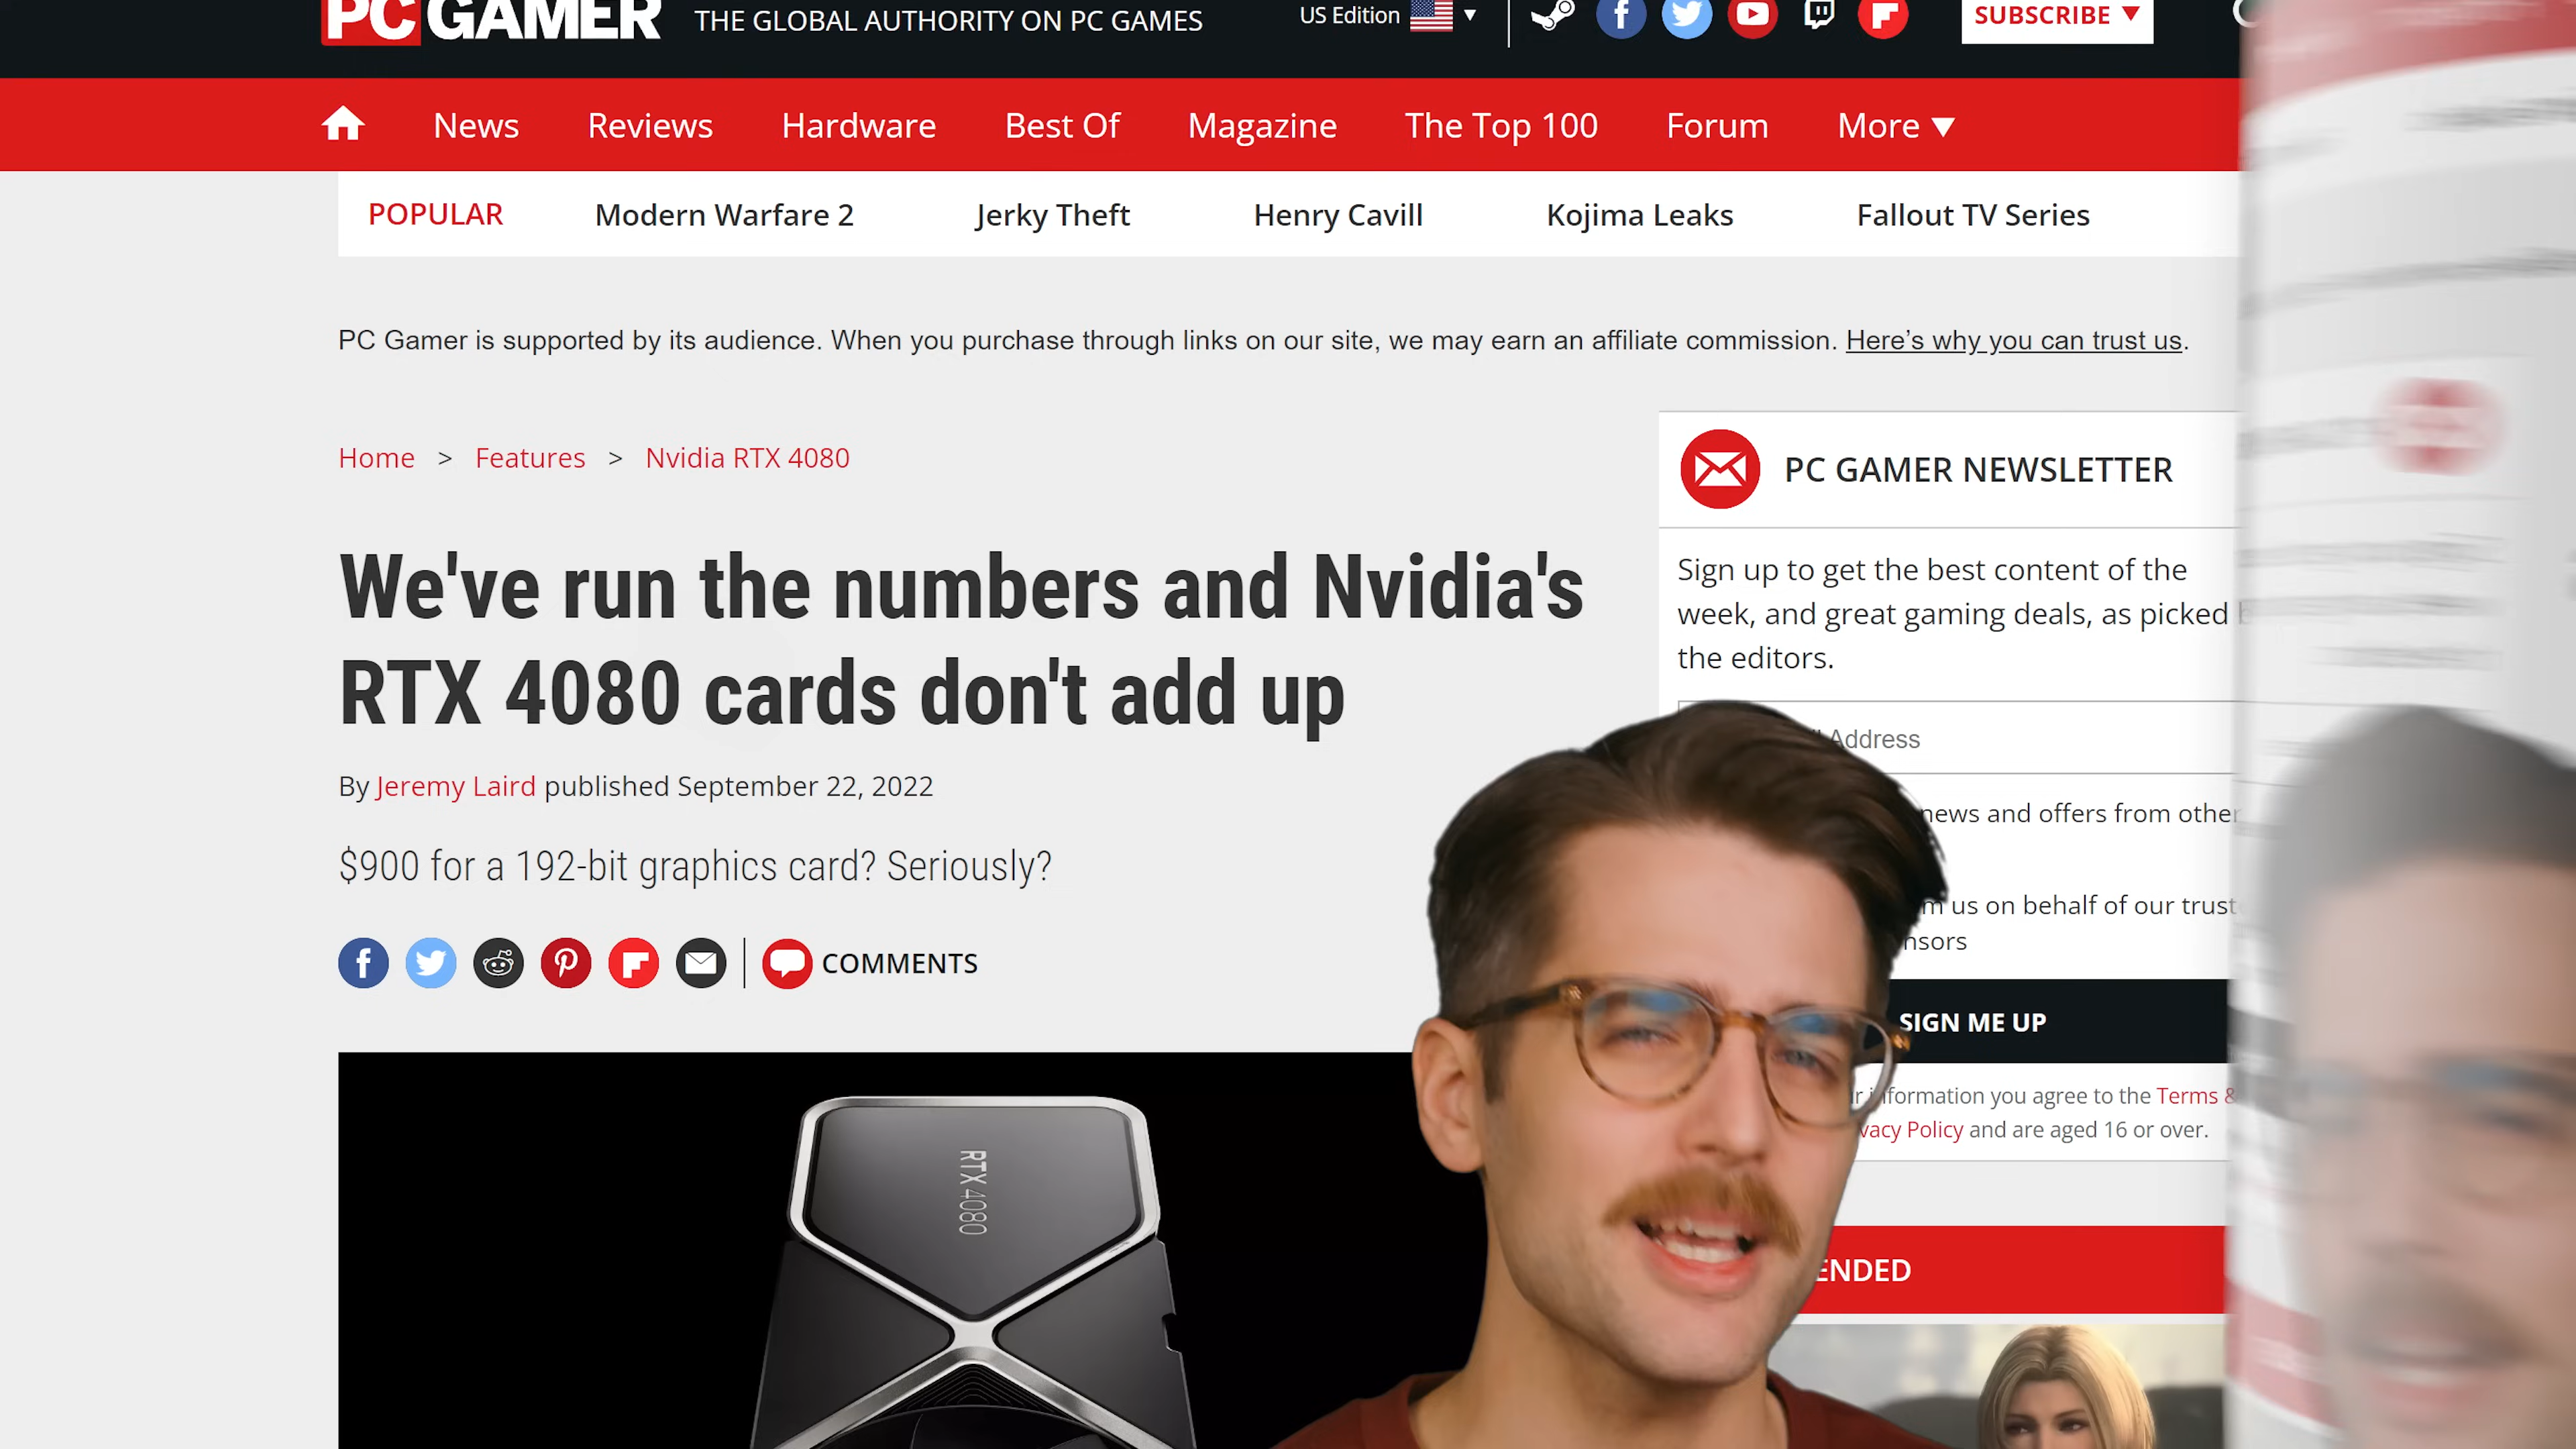 PC GAMER THE GLOBAL AUTHORITY ON PC GAMES US Edition SUBSCRIBE
News Reviews Hardware Best Of Magazine The Top 100 Forum More
POPULAR Modern Warfare 2 Jerky Theft Henry Cavill Kojima Leaks Fallout TV Series
PC Gamer is supported by its audience. When you purchase through links on our site, we may earn an affiliate commission. Here's why you can trust us.
Home > Features > Nvidia RTX 4080
We've run the numbers and Nvidia's
RTX 4080 cards don't add up
By Jeremy Laird published September 22, 2022
$900 for a 192-bit graphics card? Seriously?
COMMENTS
RTX 4080
PC GAMER NEWSLETTER
Sign up to get the best content of the
week, and great gaming deals, as picked
the editors.
Address
news and offers from other
us on behalf of our
SIGN ME UP
information you agree to the Terms &
Policy and are aged 16 or over.